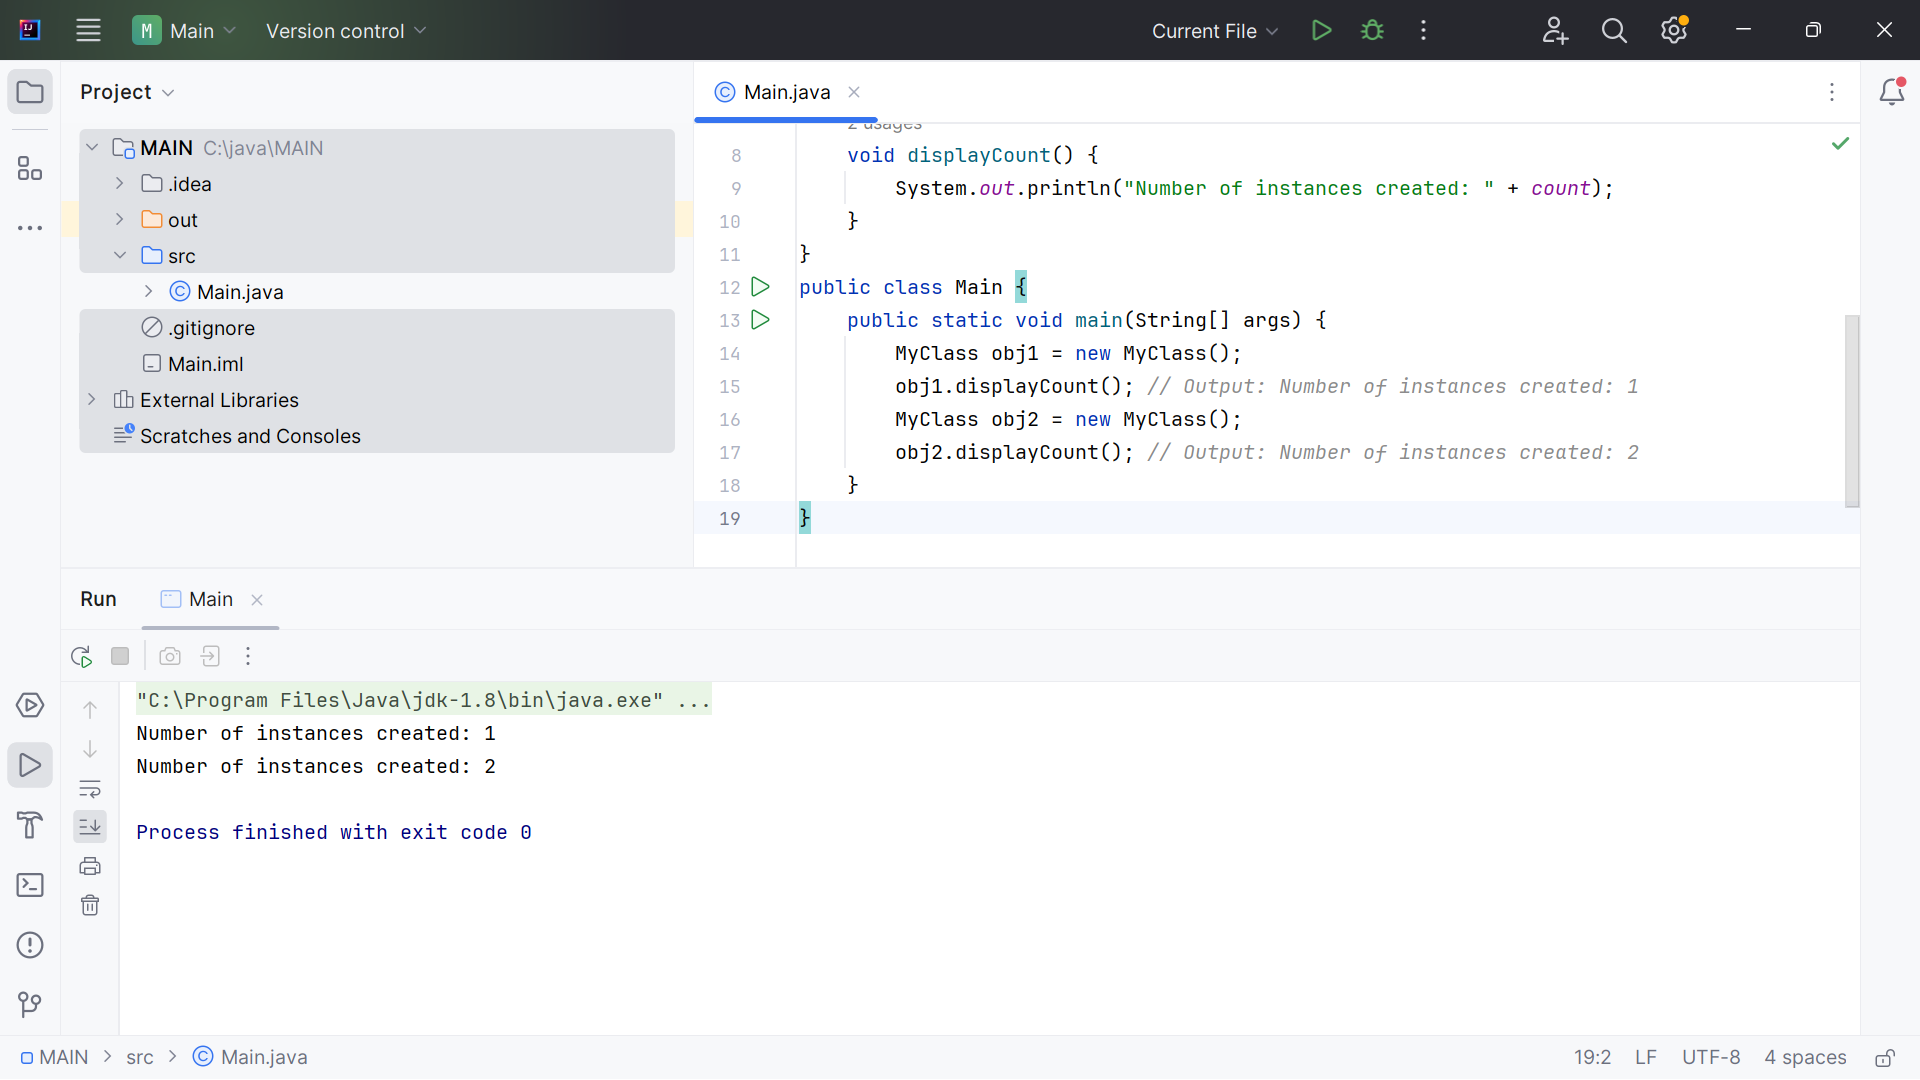 M Main Version control Current File
Project
MAIN C:\java\MAIN
.idea
out
src
Main.java
.gitignore
Main.iml
External Libraries
Scratches and Consoles
Main.java
2 usages
8 void displayCount() {
9 System.out.println("Number of instances created: " + count);
10 }
11 }
12 public class Main {
13 public static void main(String[] args) {
14 MyClass obj1 = new MyClass();
15 obj1.displayCount(); // Output: Number of instances created: 1
16 MyClass obj2 = new MyClass();
17 obj2.displayCount(); // Output: Number of instances created: 2
18 }
19 }
Run Main
"C:\Program Files\Java\jdk-1.8\bin\java.exe" ...
Number of instances created: 1
Number of instances created: 2
Process finished with exit code 0
MAIN > src > Main.java 19:2 LF UTF-8 4 spaces